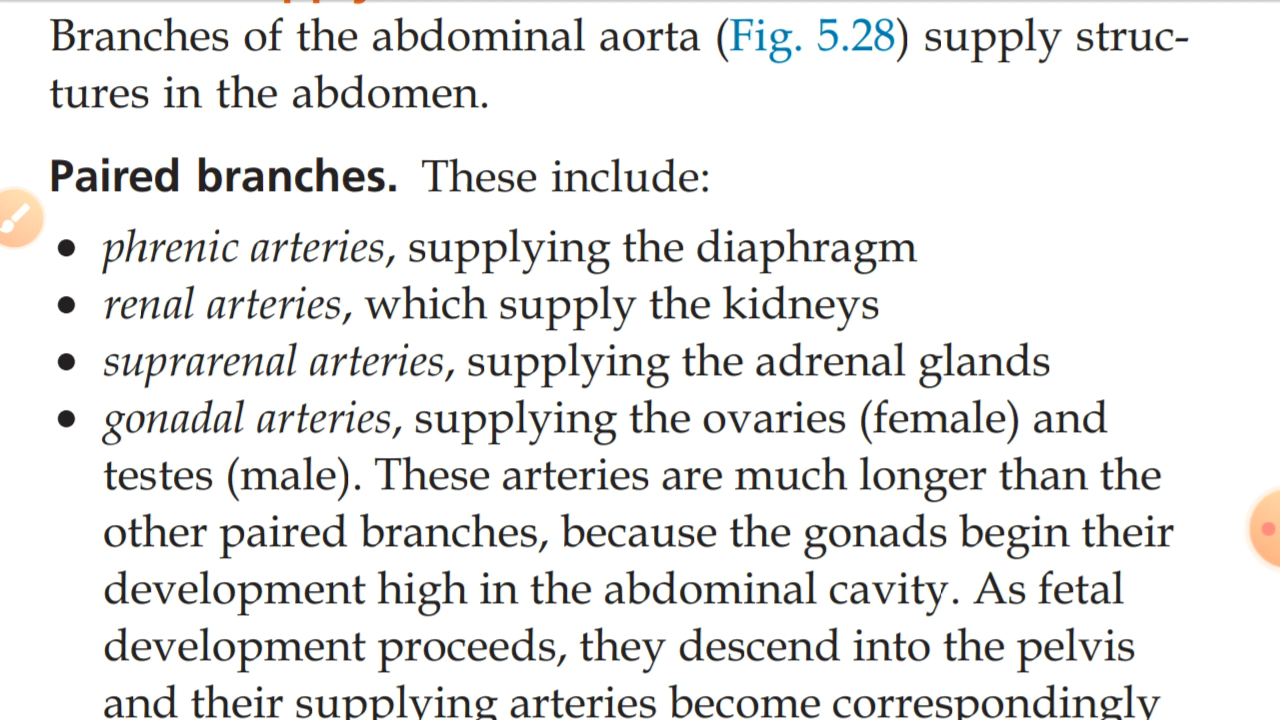 Branches of the abdominal aorta (Fig. 5.28) supply struc-
tures in the abdomen.
Paired branches. These include:
• phrenic arteries, supplying the diaphragm
• renal arteries, which supply the kidneys
• suprarenal arteries, supplying the adrenal glands
• gonadal arteries, supplying the ovaries (female) and
testes (male). These arteries are much longer than the
other paired branches, because the gonads begin their
development high in the abdominal cavity. As fetal
development proceeds, they descend into the pelvis
and their supplying arteries become correspondingly